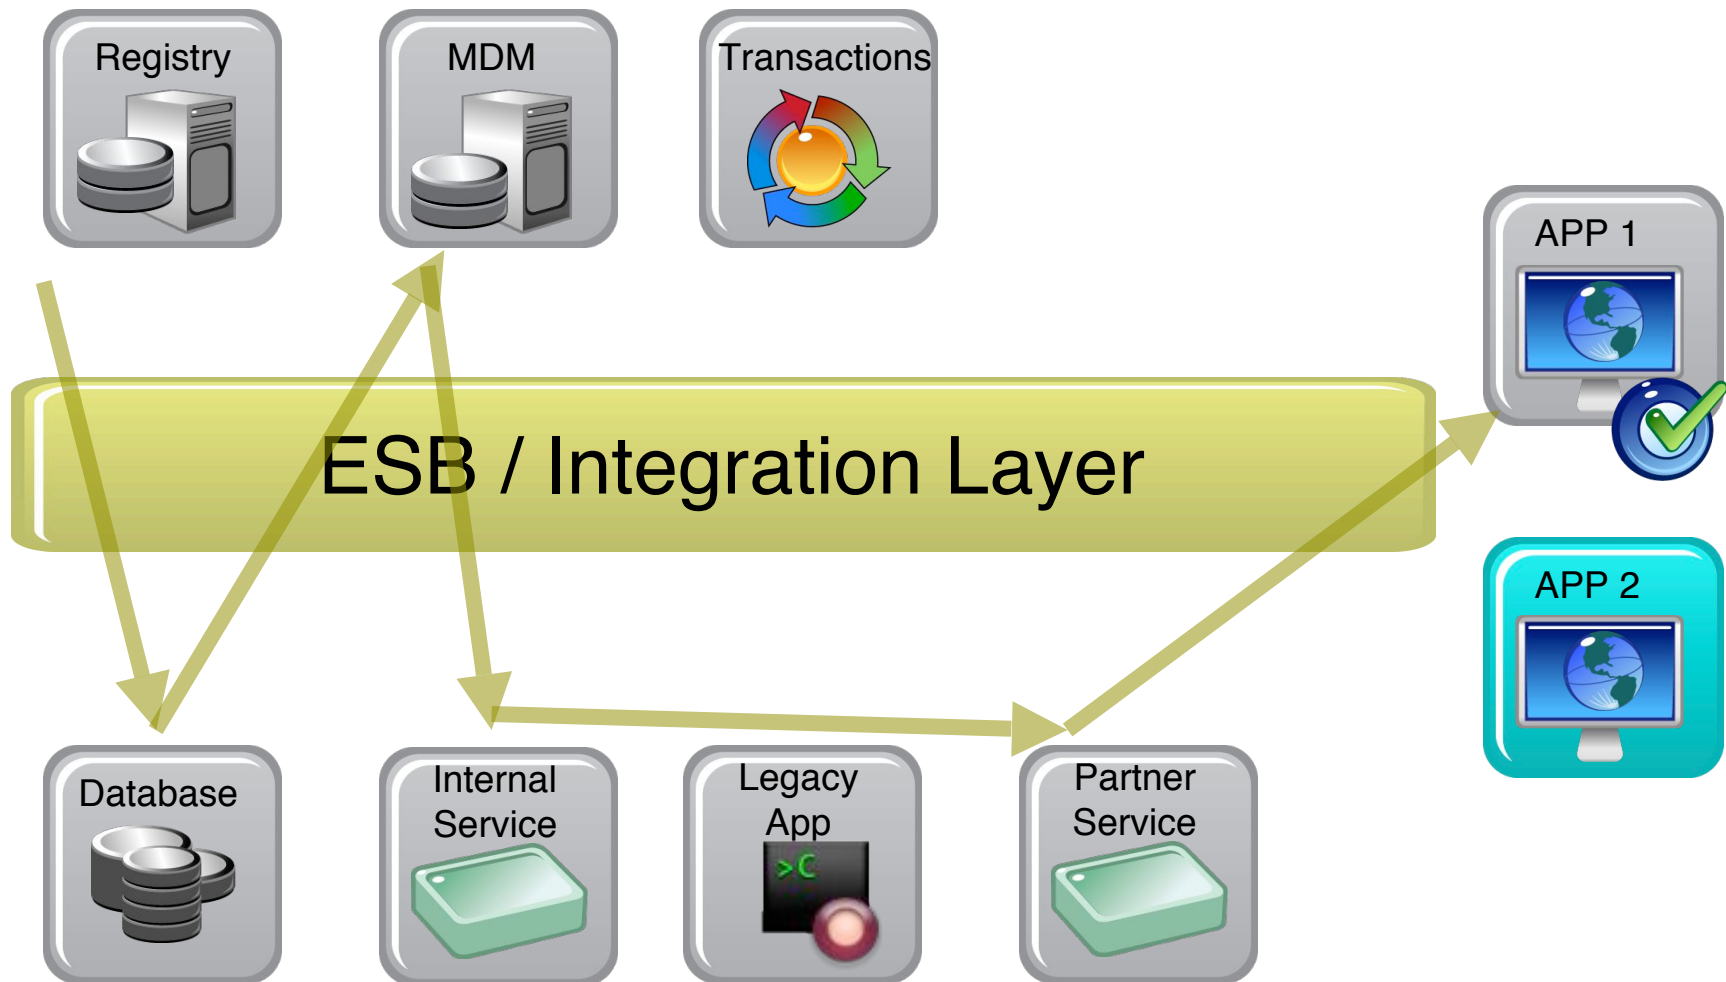 Registry
MDM
Transactions
APP 1
ESB / Integration Layer
APP 2
Database
Internal
Service
Legacy
App
>C
Partner
Service